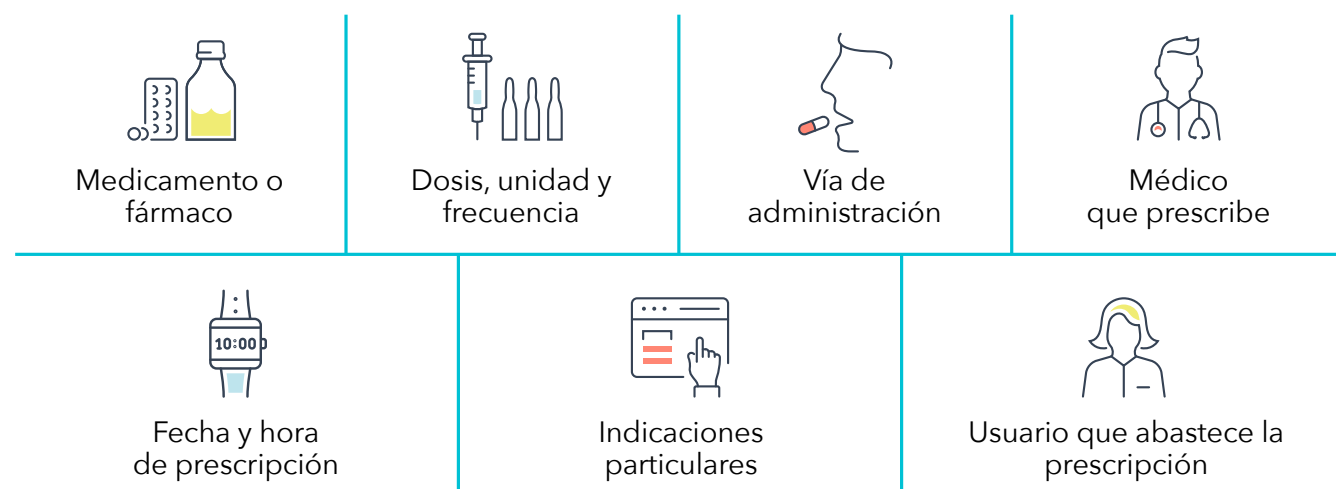 Medicamento o
fármaco
Dosis, unidad y
frecuencia
Vía de
administración
Médico
que prescribe
10:00
Fecha y hora
de prescripción
Indicaciones
particulares
Usuario que abastece la
prescripción